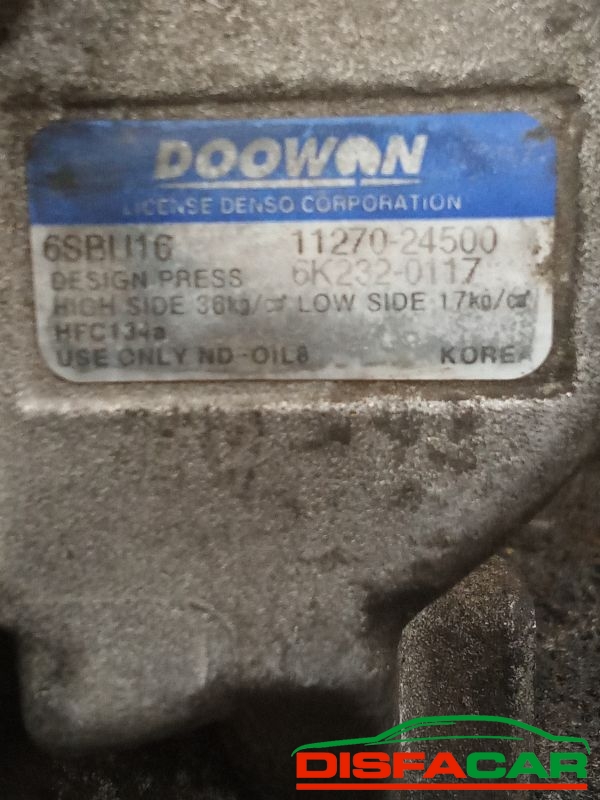 DOOWON
LICENSE DENSO CORPORATION
6SBU16 11270-24500
DESIGN PRESS 6K232-0117
HIGH SIDE 36kg/㎠ LOW SIDE 17kg/㎠
HFC134a
USE ONLY ND-OIL8 KOREA
DISFACAR